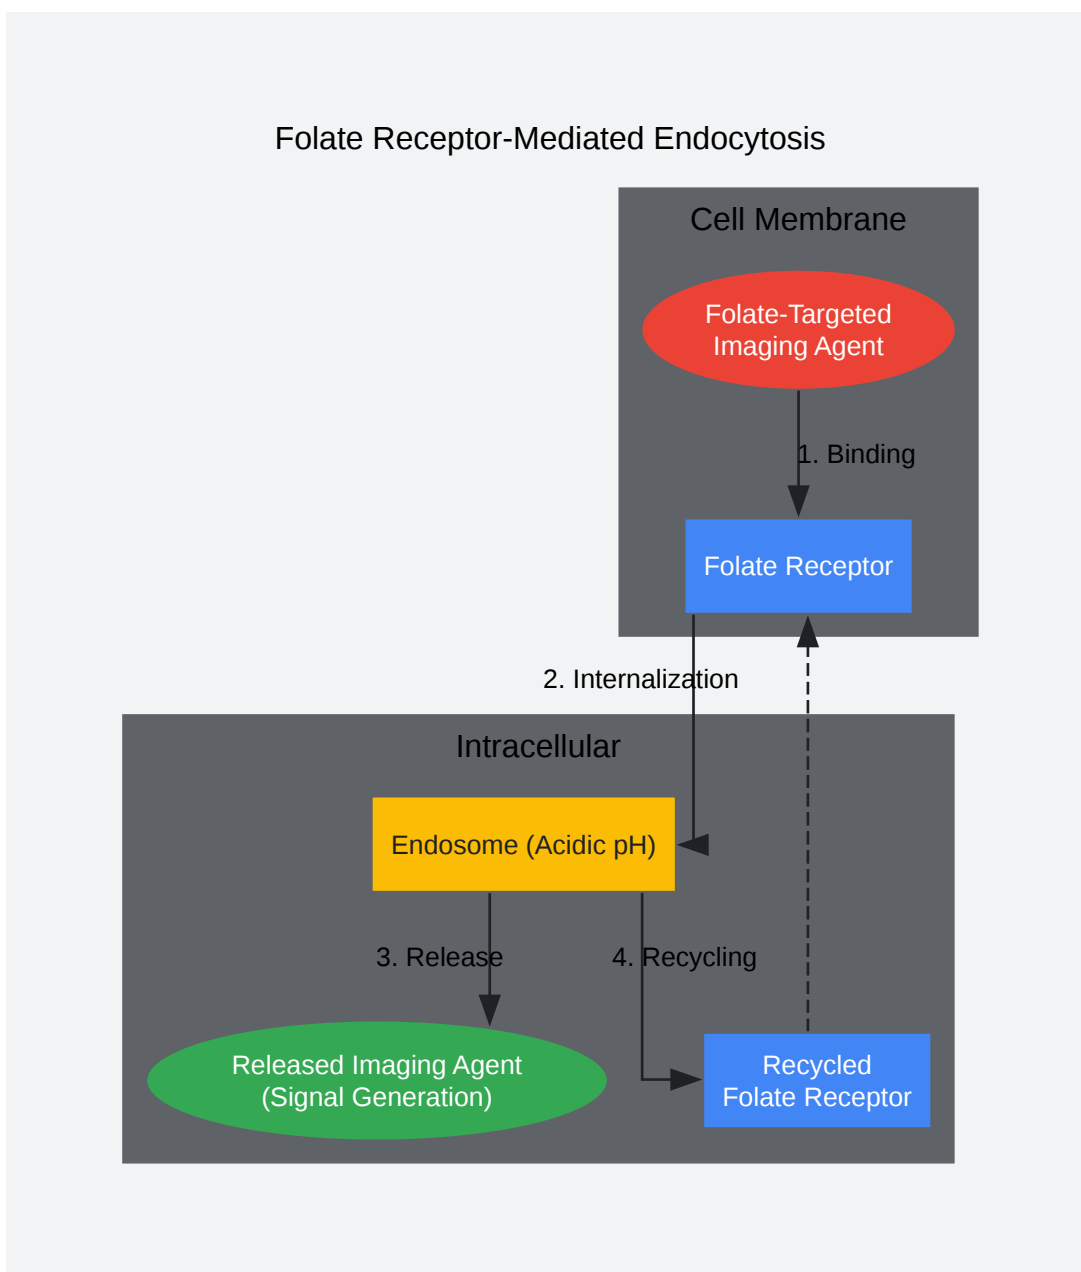 Folate Receptor-Mediated Endocytosis
Cell Membrane
Folate-Targeted
Imaging Agent
1. Binding
Folate Receptor
2. Internalization
Intracellular
Endosome (Acidic pH)
3. Release
4. Recycling
Released Imaging Agent
(Signal Generation)
Recycled
Folate Receptor